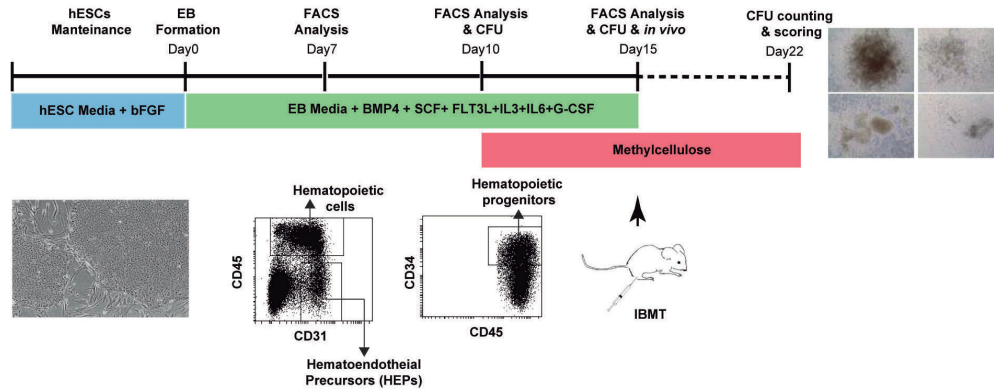 hESCs
Manteinance
EB
Formation
Day0
FACS
Analysis
Day7
FACS Analysis
& CFU
Day10
FACS Analysis
& CFU & in vivo
Day15
CFU counting
& scoring
Day22
hESC Media + bFGF
EB Media + BMP4 + SCF+ FLT3L+IL3+IL6+G-CSF
Methylcellulose
Hematopoietic
cells
CD45
CD31
Hematoendotheial
Precursors (HEPs)
Hematopoietic
progenitors
CD34
CD45
IBMT